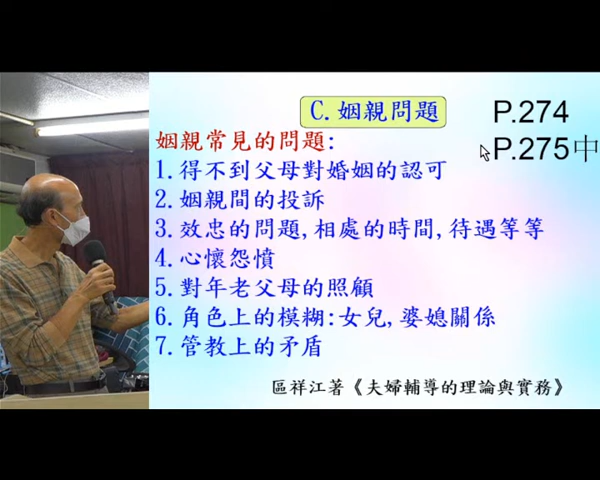 C.姻親問題
P.274
P.275中
姻親常見的問題:
1.得不到父母對婚姻的認可
2.姻親間的投訴
3.效忠的問題,相處的時間,待遇等等
4.心懷怨憤
5.對年老父母的照顧
6.角色上的模糊:女兒,婆媳關係
7.管教上的矛盾
區祥江著《夫婦輔導的理論與實務》